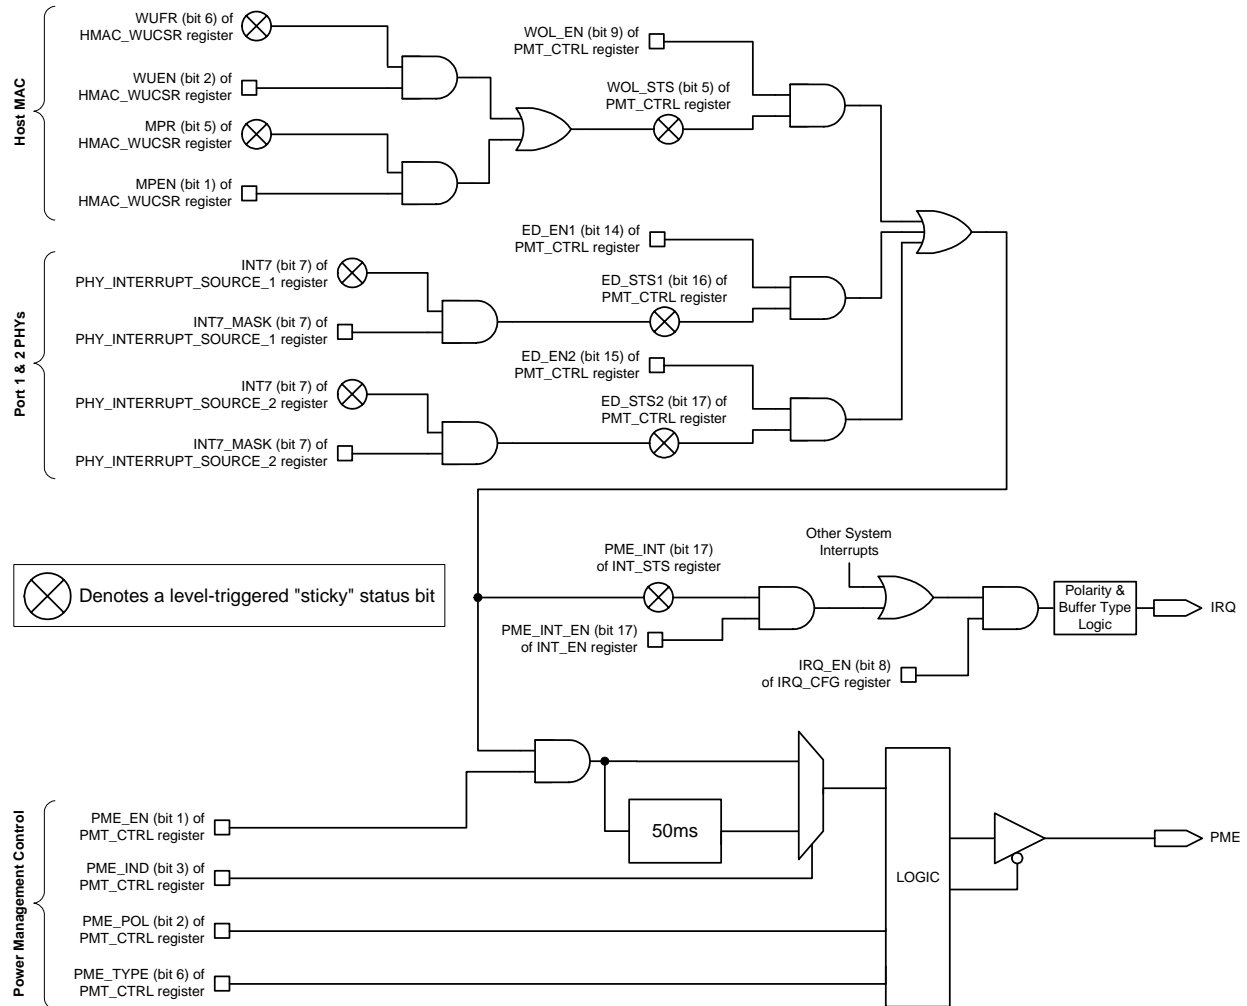 Host MAC
WUFR (bit 6) of
HMAC_WUCSR register
WUEN (bit 2) of
HMAC_WUCSR register
MPR (bit 5) of
HMAC_WUCSR register
MPEN (bit 1) of
HMAC_WUCSR register
WOL_EN (bit 9) of
PMT_CTRL register
WOL_STS (bit 5) of
PMT_CTRL register
Port 1 & 2 PHYs
INT7 (bit 7) of
PHY_INTERRUPT_SOURCE_1 register
INT7_MASK (bit 7) of
PHY_INTERRUPT_SOURCE_1 register
INT7 (bit 7) of
PHY_INTERRUPT_SOURCE_2 register
INT7_MASK (bit 7) of
PHY_INTERRUPT_SOURCE_2 register
ED_EN1 (bit 14) of
PMT_CTRL register
ED_STS1 (bit 16) of
PMT_CTRL register
ED_EN2 (bit 15) of
PMT_CTRL register
ED_STS2 (bit 17) of
PMT_CTRL register
Denotes a level-triggered "sticky" status bit
PME_INT (bit 17)
of INT_STS register
PME_INT_EN (bit 17)
of INT_EN register
Other System
Interrupts
IRQ_EN (bit 8)
of IRQ_CFG register
Polarity &
Buffer Type
Logic
IRQ
Power Management Control
PME_EN (bit 1) of
PMT_CTRL register
PME_IND (bit 3) of
PMT_CTRL register
PME_POL (bit 2) of
PMT_CTRL register
PME_TYPE (bit 6) of
PMT_CTRL register
50ms
LOGIC
PME